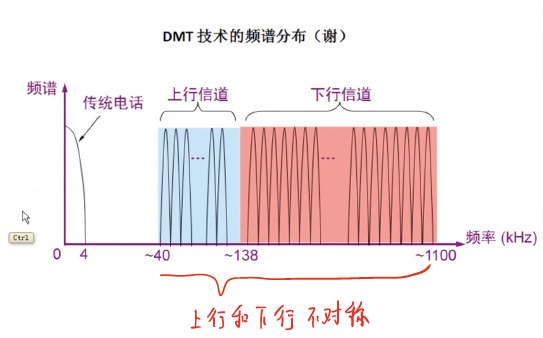 DMT 技术的频谱分布（谢）
频谱
传统电话
上行信道
下行信道
...
...
Ctrl
0
4
~40
~138
~1100
频率 (kHz)
上行和下行 不对称